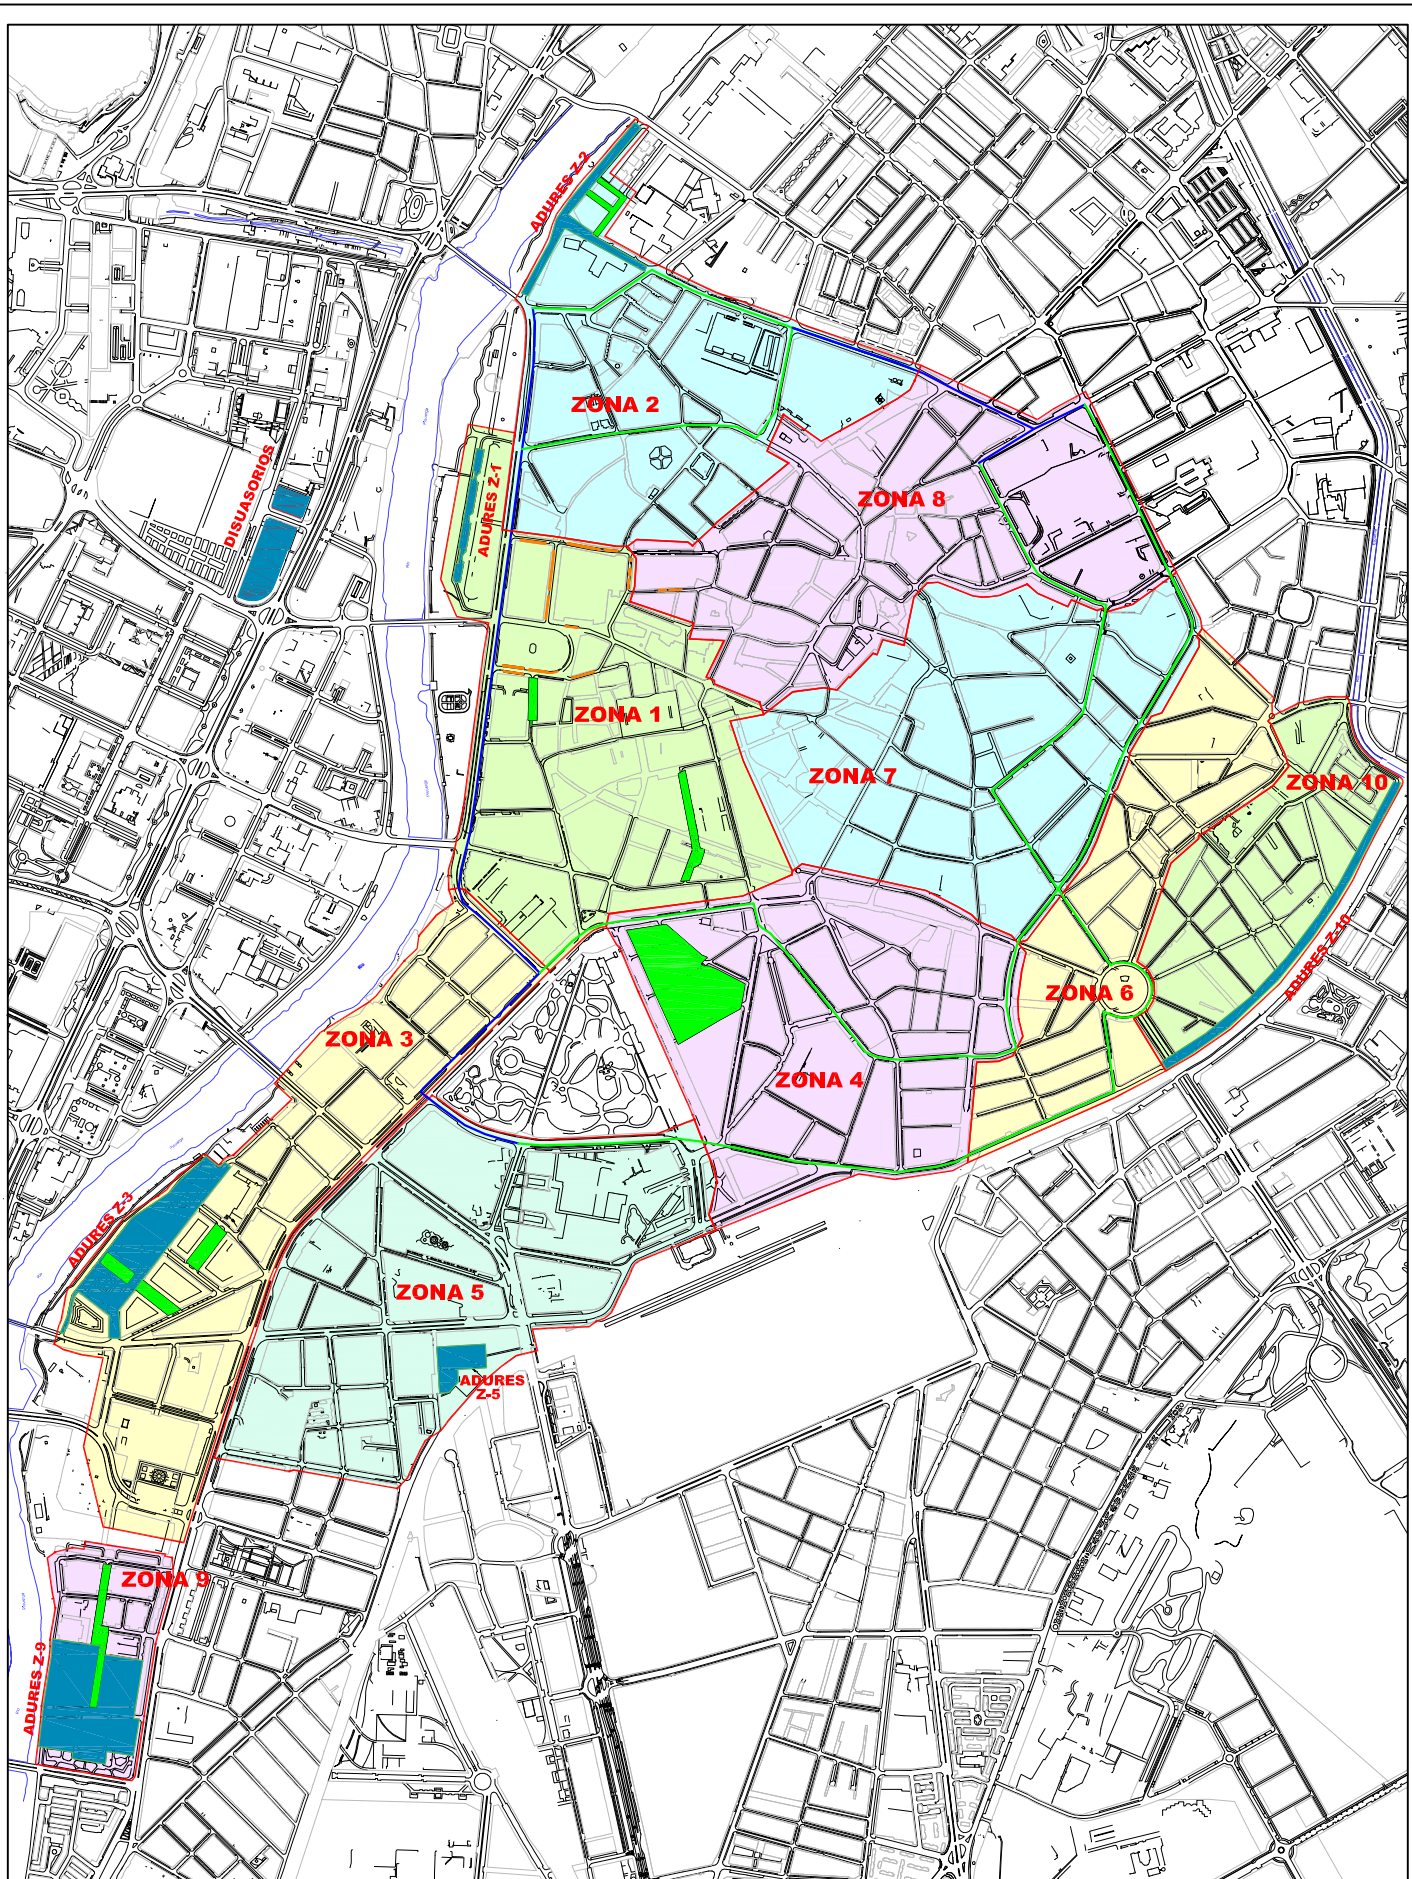 ADURES Z-2
ZONA 2
DISUASORIOS
ADURES Z-1
ZONA 8
ZONA 1
ZONA 7
ZONA 10
ADURES Z-10
ZONA 6
ZONA 3
ZONA 4
ADURES Z-3
ZONA 5
ADURES
Z-5
ZONA 9
ADURES Z-9